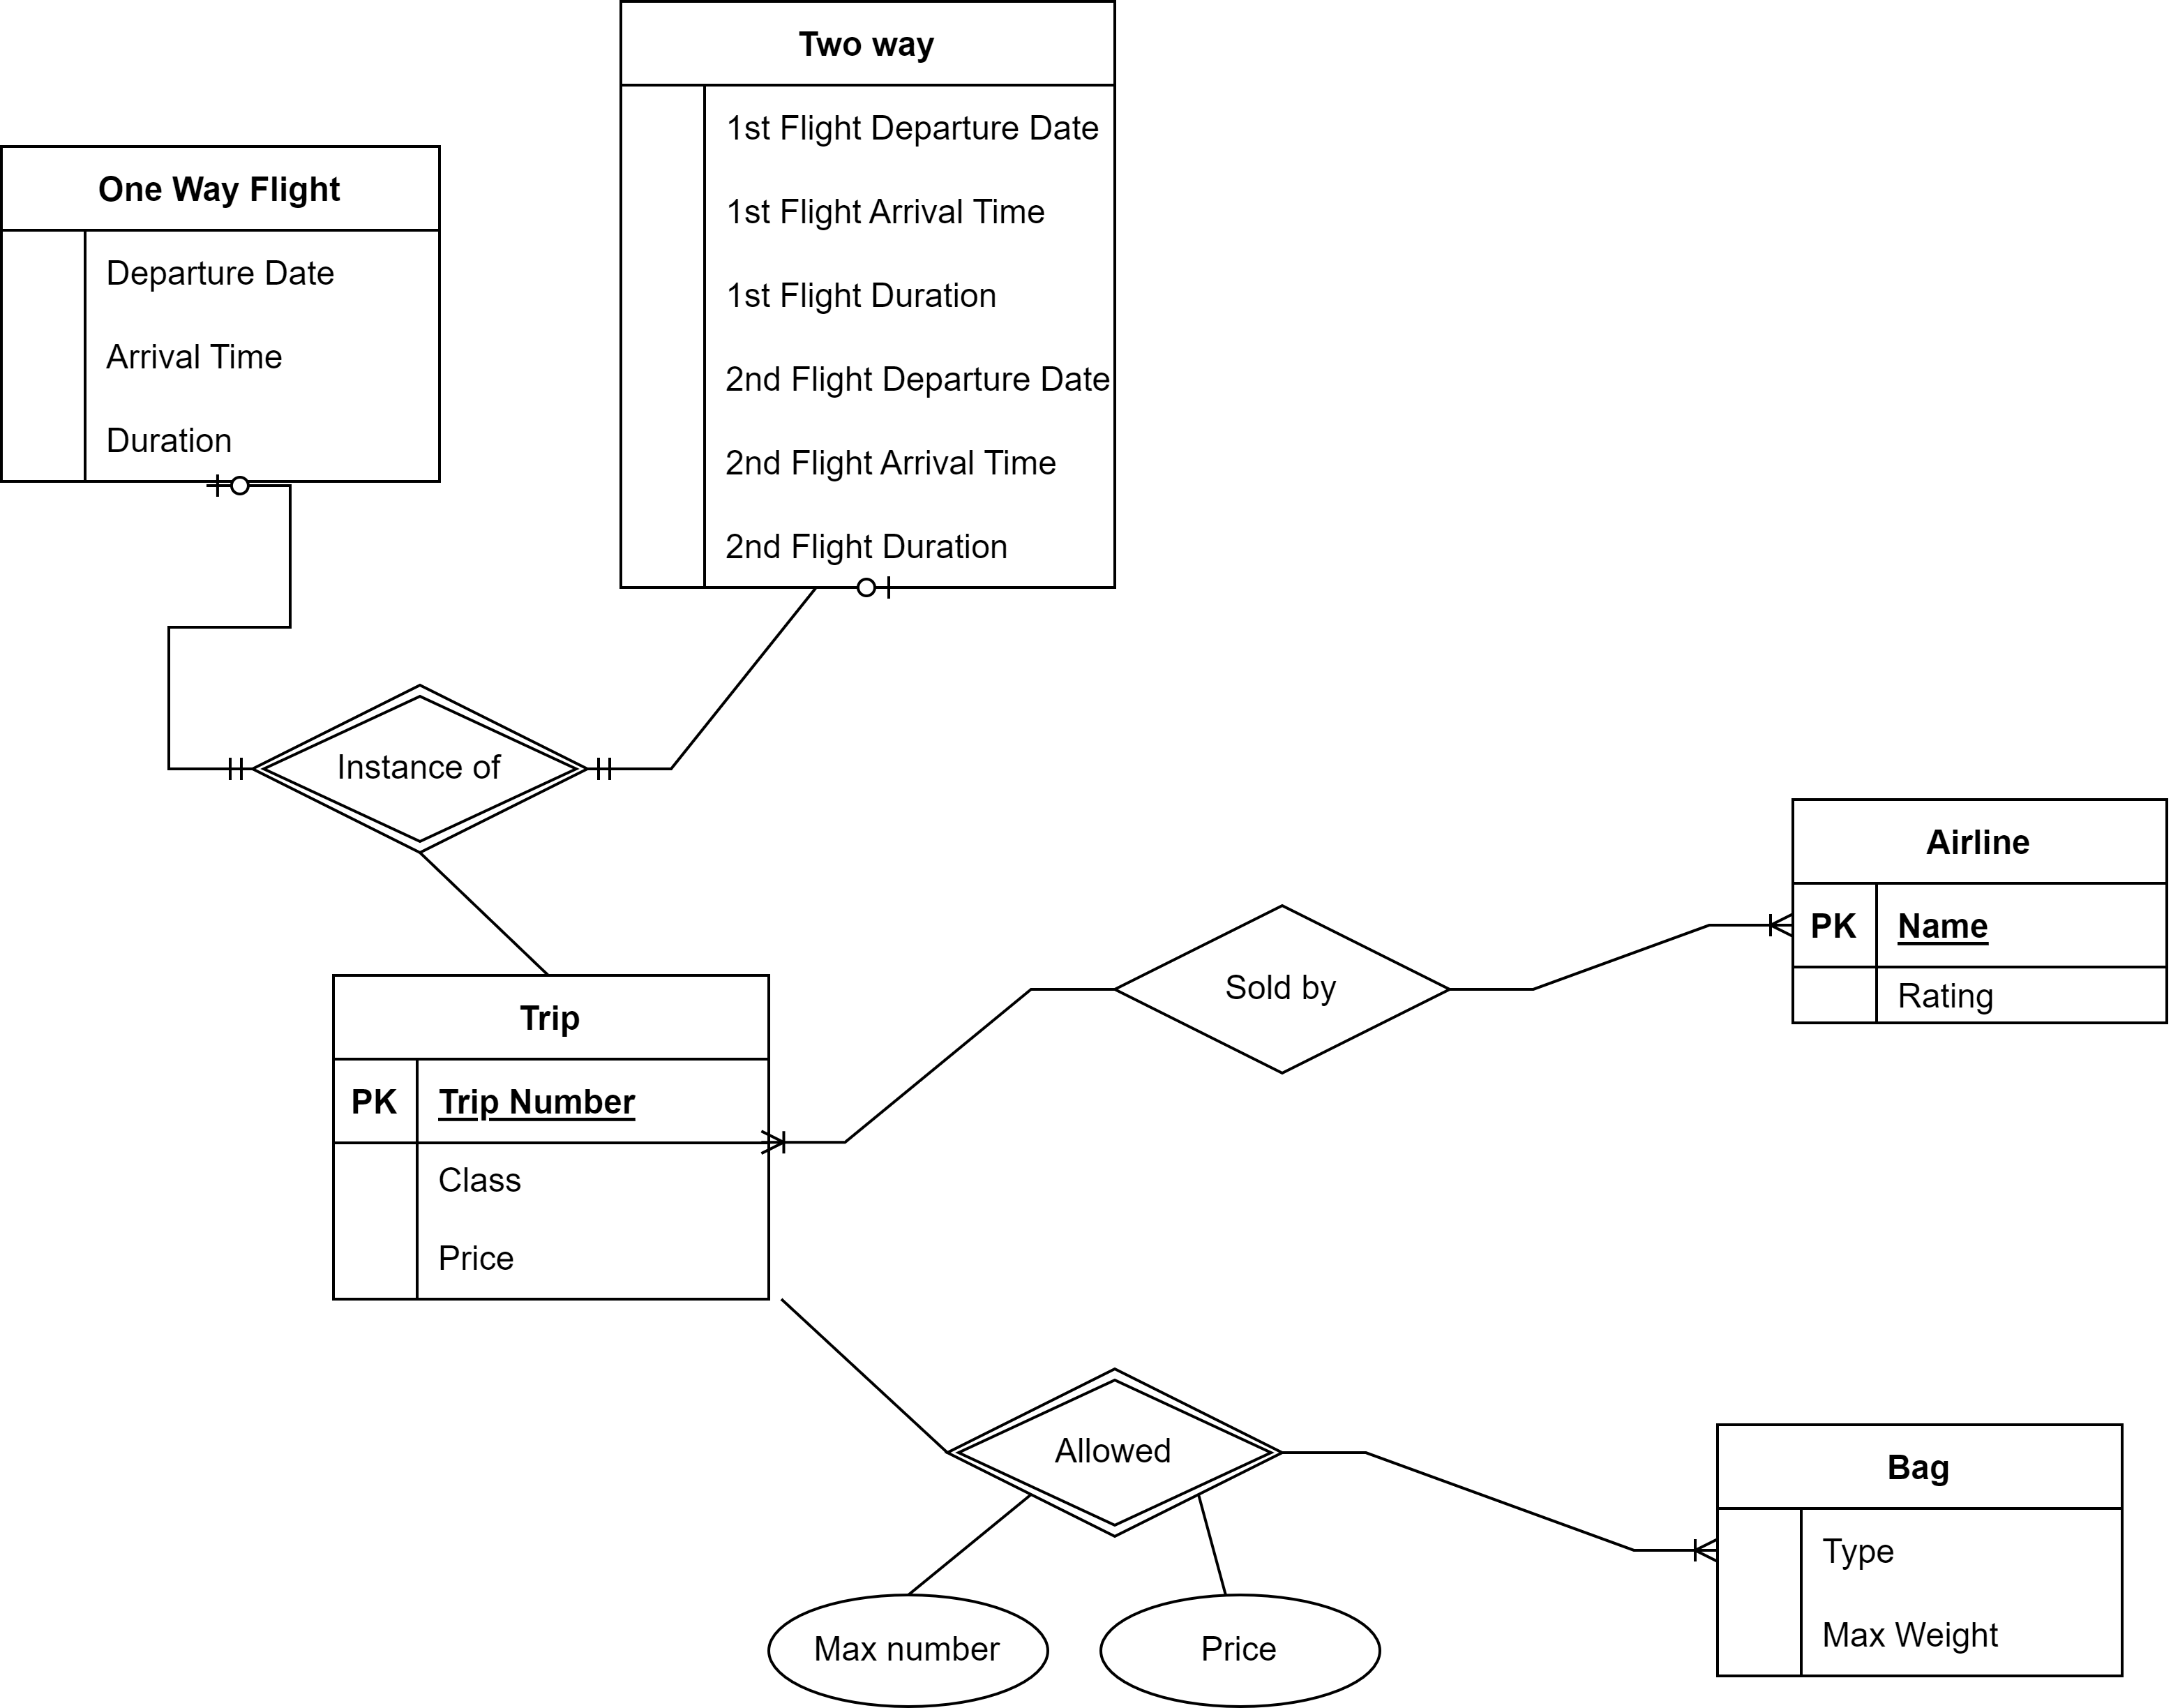 Two way
1st Flight Departure Date
1st Flight Arrival Time
1st Flight Duration
2nd Flight Departure Date
2nd Flight Arrival Time
2nd Flight Duration
One Way Flight
Departure Date
Arrival Time
Duration
Instance of
Airline
PK Name
Rating
Sold by
Trip
PK Trip Number
Class
Price
Allowed
Bag
Type
Max Weight
Max number
Price